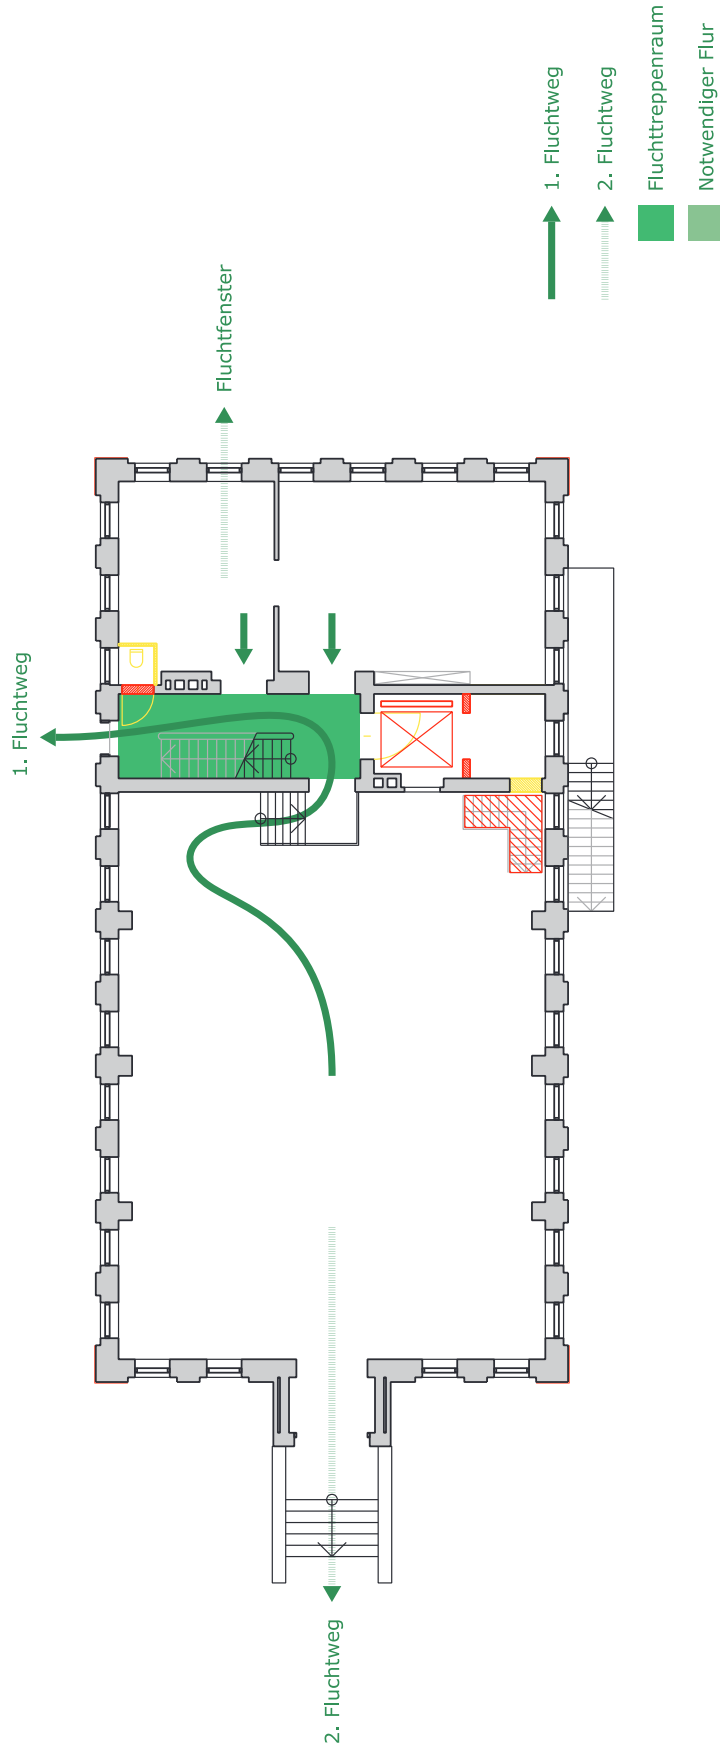 1. Fluchtweg
2. Fluchtweg
Fluchttreppenraum
Notwendiger Flur
Fluchtfenster
1. Fluchtweg
2. Fluchtweg